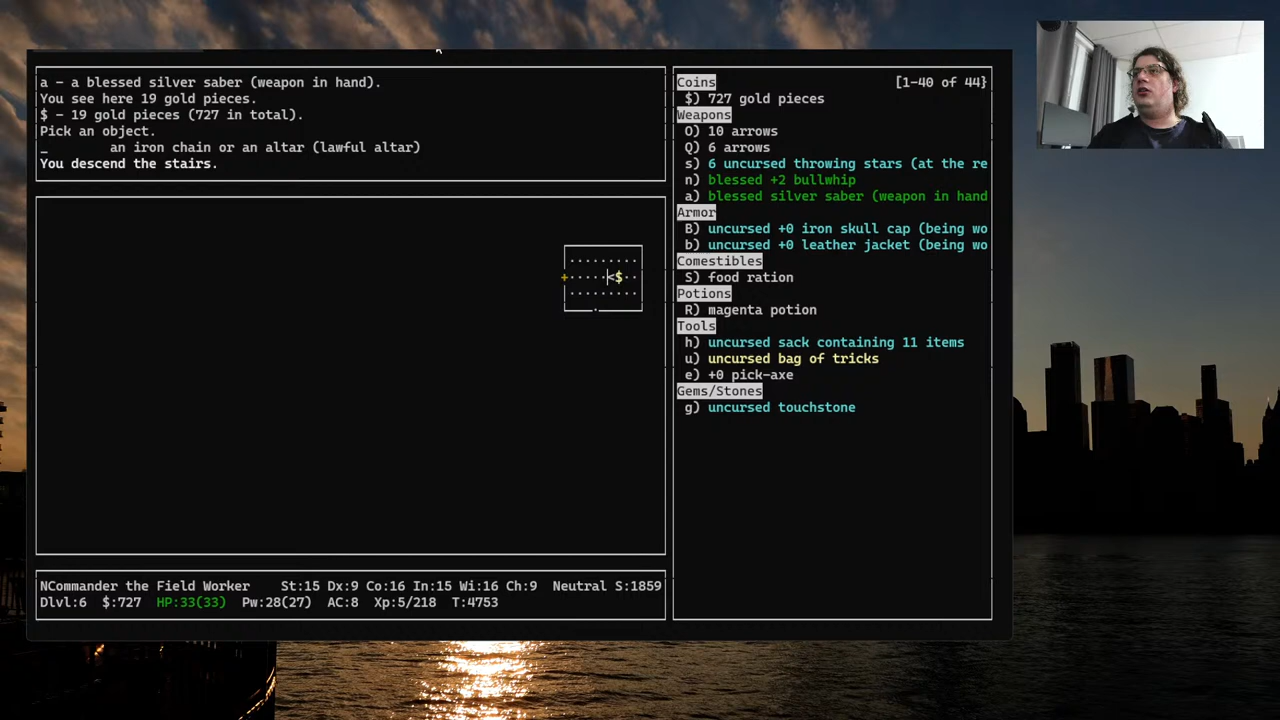 a - a blessed silver saber (weapon in hand).
You see here 19 gold pieces.
$ - 19 gold pieces (727 in total).
Pick an object.
_        an iron chain or an altar (lawful altar)
You descend the stairs.
. . . . . . . . .
+ . . . . . < $ . .
. . . . . . . . .
.
NCommander the Field Worker    St:15 Dx:9 Co:16 In:15 Wi:16 Ch:9  Neutral S:1859
Dlvl:6  $:727  HP:33(33)  Pw:28(27)  AC:8  Xp:5/218  T:4753
Coins [1-40 of 44}
$) 727 gold pieces
Weapons
O) 10 arrows
Q) 6 arrows
s) 6 uncursed throwing stars (at the re
n) blessed +2 bullwhip
a) blessed silver saber (weapon in hand
Armor
B) uncursed +0 iron skull cap (being wo
b) uncursed +0 leather jacket (being wo
Comestibles
S) food ration
Potions
R) magenta potion
Tools
h) uncursed sack containing 11 items
u) uncursed bag of tricks
e) +0 pick-axe
Gems/Stones
g) uncursed touchstone